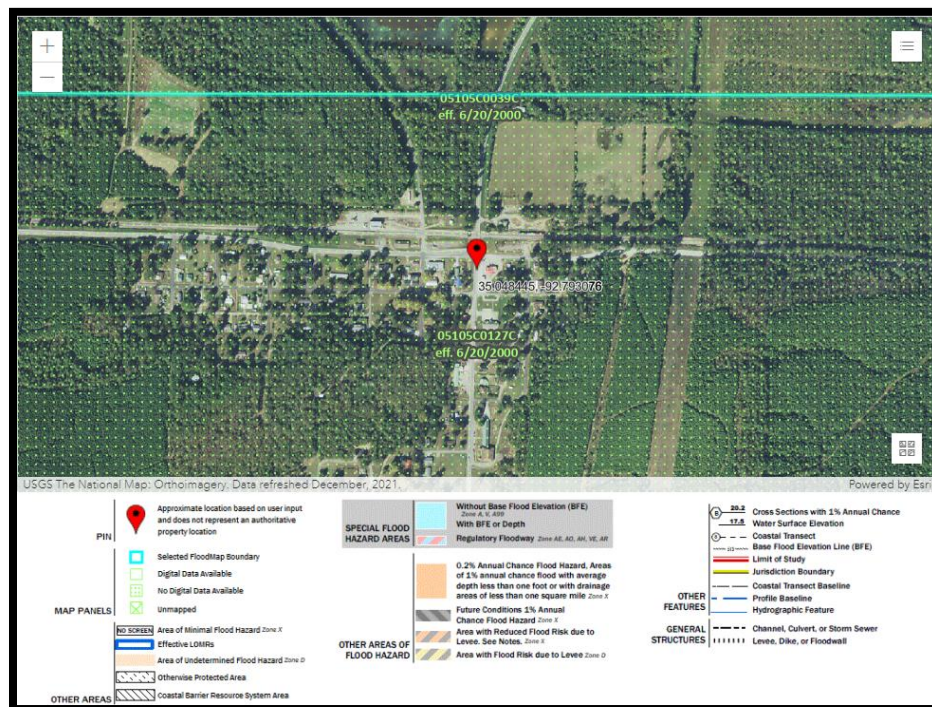 +
05105C0039C
eff. 6/20/2000
—
35.048445, -92.793076
05105C0127C
eff. 6/20/2000
USGS The National Map: Orthoimagery. Data refreshed December, 2021.
Powered by Esri
PIN
Approximate location based on user input
and does not represent an authoritative
property location
MAP PANELS
Selected FloodMap Boundary
Digital Data Available
No Digital Data Available
Unmapped
OTHER AREAS
NO SCREEN Area of Minimal Flood Hazard Zone X
Effective LOMRs
Area of Undetermined Flood Hazard Zone D
Otherwise Protected Area
Coastal Barrier Resource System Area
SPECIAL FLOOD
HAZARD AREAS
Without Base Flood Elevation (BFE)
Zone A, V, A99
With BFE or Depth
Regulatory Floodway Zone AE, AO, AH, VE, AR
OTHER AREAS OF
FLOOD HAZARD
0.2% Annual Chance Flood Hazard, Areas
of 1% annual chance flood with average
depth less than one foot or with drainage
areas of less than one square mile Zone X
Future Conditions 1% Annual
Chance Flood Hazard Zone X
Area with Reduced Flood Risk due to
Levee. See Notes. Zone X
Area with Flood Risk due to Levee Zone D
OTHER
FEATURES
B 20.2 Cross Sections with 1% Annual Chance
17.5 Water Surface Elevation
8 Coastal Transect
Base Flood Elevation Line (BFE)
Limit of Study
Jurisdiction Boundary
Coastal Transect Baseline
Profile Baseline
Hydrographic Feature
GENERAL
STRUCTURES
Channel, Culvert, or Storm Sewer
Levee, Dike, or Floodwall